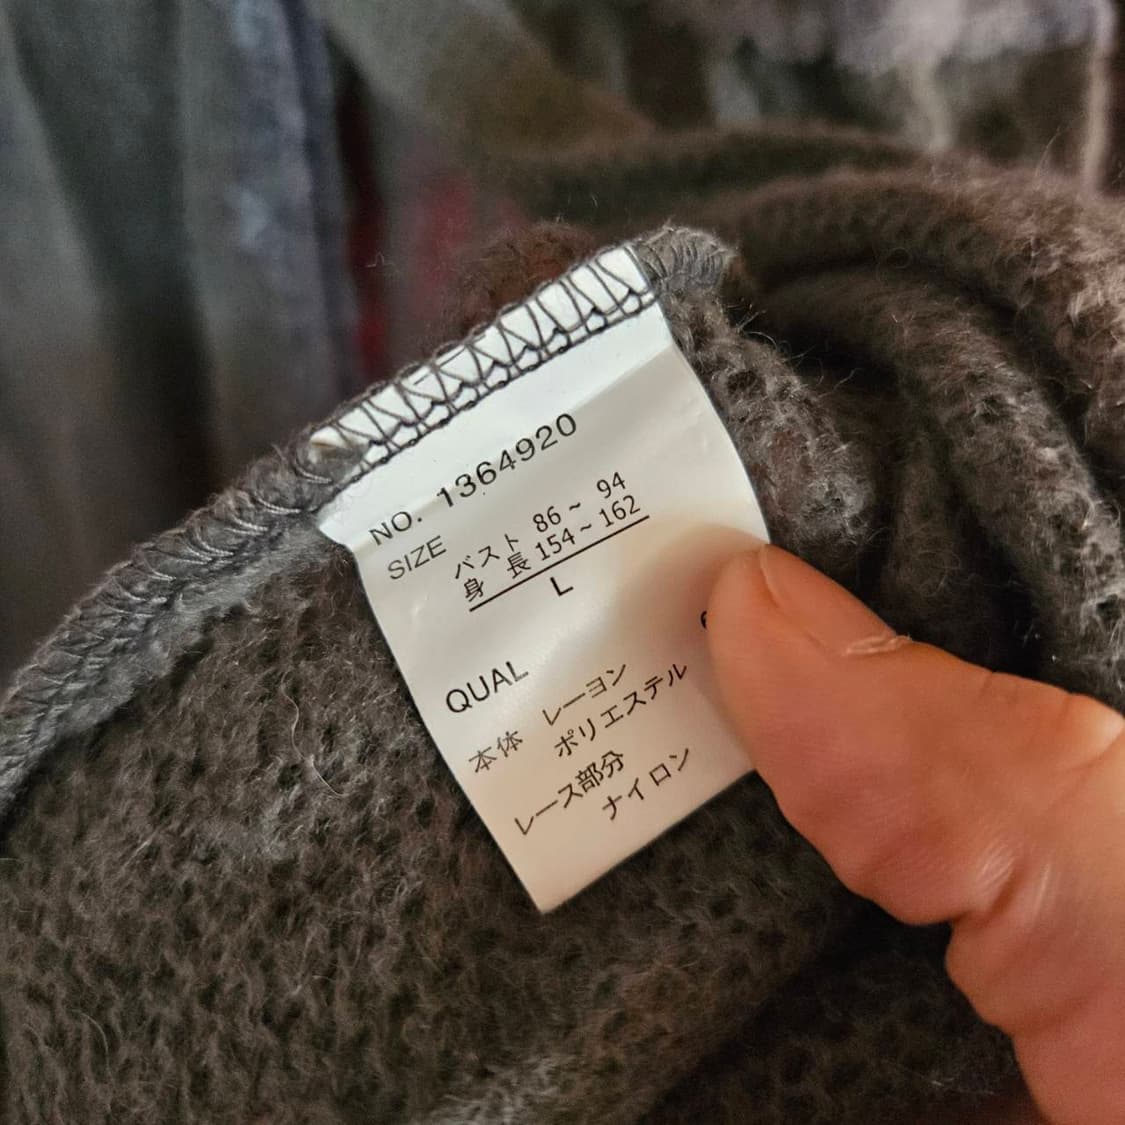 NO. 1364920
SIZE バスト 86~ 94
身 長 154~162
L
QUAL
本体 レーヨン
ポリエステル
レース部分
ナイロン